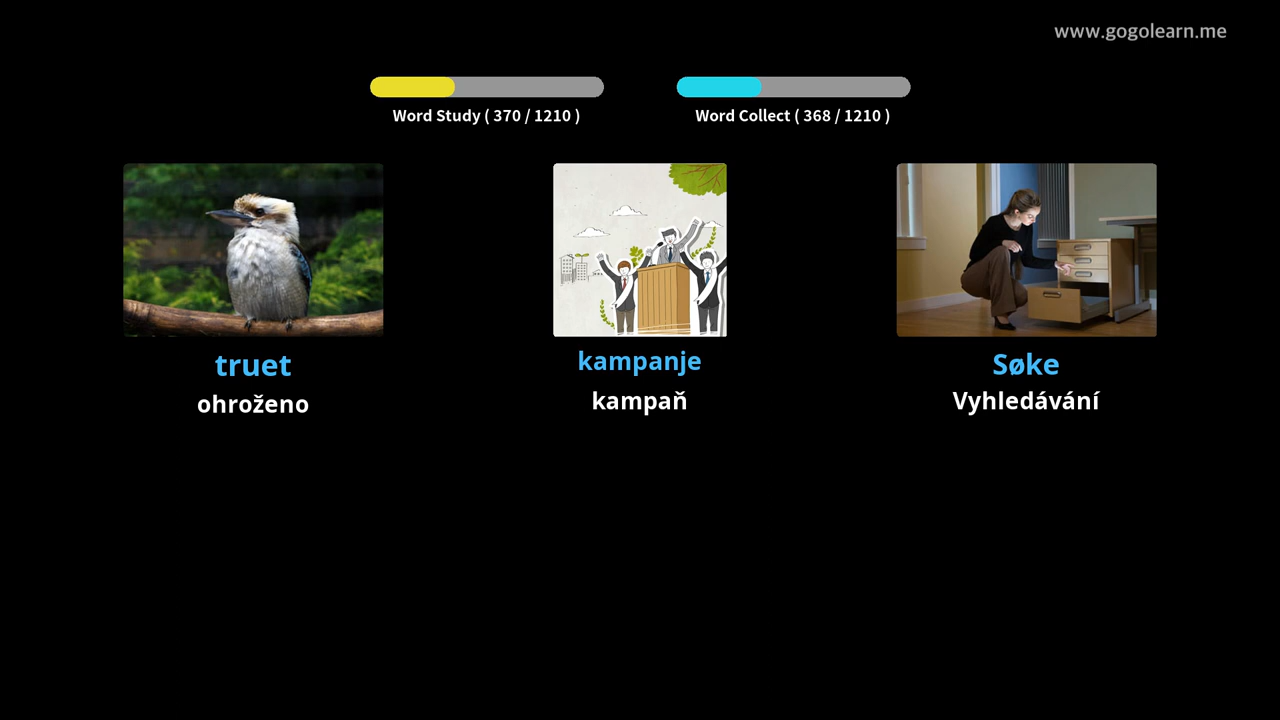 www.gogolearn.me
Word Study ( 370 / 1210 )
Word Collect ( 368 / 1210 )
truet
ohroženo
kampanje
kampaň
Søke
Vyhledávání